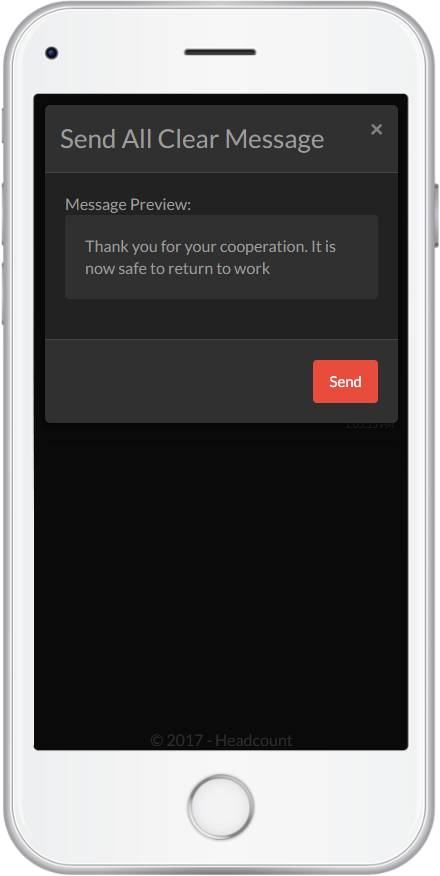 Send All Clear Message
×
Message Preview:
Thank you for your cooperation. It is
now safe to return to work
Send
© 2017 - Headcount